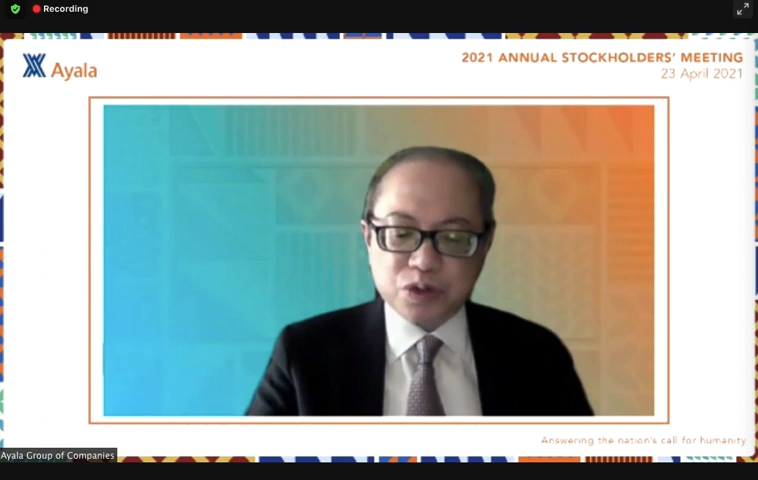 Recording
Ayala
2021 ANNUAL STOCKHOLDERS' MEETING
23 April 2021
Answering the nation's call for humanity
Ayala Group of Companies